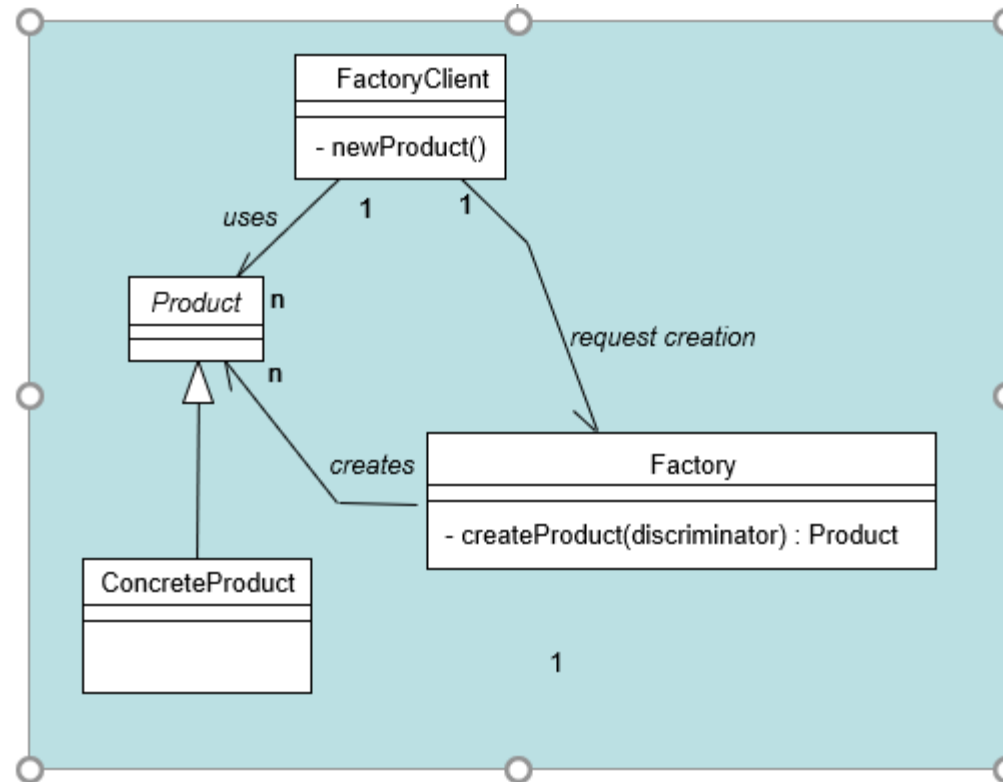 FactoryClient
- newProduct()
1
1
uses
Product
n
request creation
n
creates
Factory
- createProduct(discriminator) : Product
ConcreteProduct
1